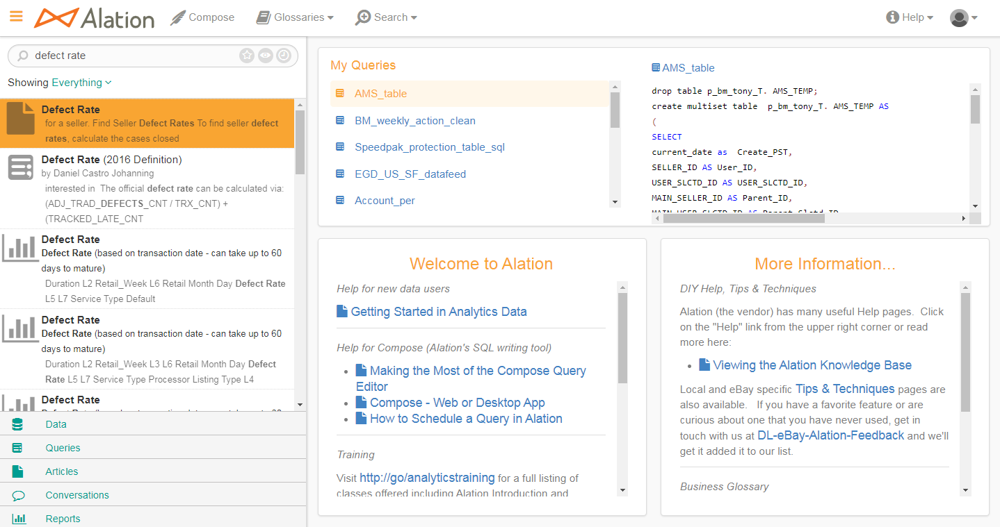 Alation
Compose
Glossaries
Search
Help
defect rate
Showing Everything
Defect Rate
for a seller. Find Seller Defect Rates To find seller defect
rates, calculate the cases closed
Defect Rate (2016 Definition)
by Daniel Castro Johanning
interested in The official defect rate can be calculated via:
(ADJ_TRAD_DEFECTS_CNT / TRX_CNT) +
(TRACKED_LATE_CNT
Defect Rate
Defect Rate (based on transaction date - can take up to 60
days to mature)
Duration L2 Retail_Week L6 Retail Month Day Defect Rate
L5 L7 Service Type Default
Defect Rate
Defect Rate (based on transaction date - can take up to 60
days to mature)
Duration L2 Retail_Week L3 L6 Retail Month Day Defect
Rate L5 L7 Service Type Processor Listing Type L4
Defect Rate
Defect Rate (based on transaction date - can take up to 60
Data
Queries
Articles
Conversations
Reports
My Queries
AMS_table
BM_weekly_action_clean
Speedpak_protection_table_sql
EGD_US_SF_datafeed
Account_per
AMS_table
drop table p_bm_tony_T. AMS_TEMP;
create multiset table p_bm_tony_T. AMS_TEMP AS
(
SELECT
current_date as Create_PST,
SELLER_ID AS User_ID,
USER_SLCTD_ID AS USER_SLCTD_ID,
MAIN_SELLER_ID AS Parent_ID,
MAIN_USER_SLCTD_ID AS Parent_Slctd_ID
Welcome to Alation
Help for new data users
Getting Started in Analytics Data
Help for Compose (Alation's SQL writing tool)
Making the Most of the Compose Query
Editor
Compose - Web or Desktop App
How to Schedule a Query in Alation
Training
Visit http://go/analyticstraining for a full listing of
classes offered including Alation Introduction and
More Information...
DIY Help, Tips & Techniques
Alation (the vendor) has many useful Help pages. Click
on the "Help" link from the upper right corner or read
more here:
Viewing the Alation Knowledge Base
Local and eBay specific Tips & Techniques pages are
also available. If you have a favorite feature or are
curious about one that you have never used, get in
touch with us at DL-eBay-Alation-Feedback and we'll
get it added it to our list.
Business Glossary